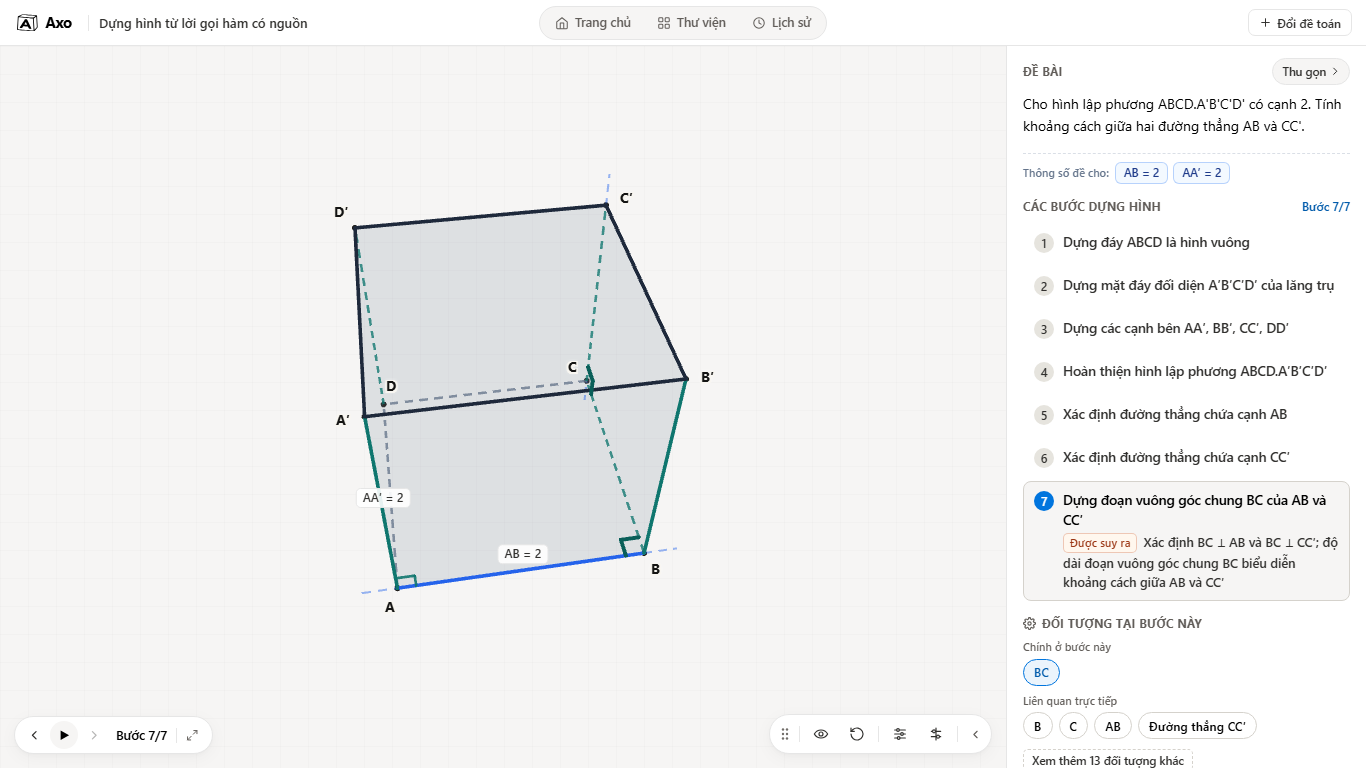 Axo
Dựng hình từ lời gọi hàm có nguồn
Trang chủ
Thư viện
Lịch sử
Đổi đề toán
D′
C′
C
D
B′
A′
AA′ = 2
AB = 2
B
A
Bước 7/7
ĐỀ BÀI
Thu gọn
Cho hình lập phương ABCD.A'B'C'D' có cạnh 2. Tính
khoảng cách giữa hai đường thẳng AB và CC'.
Thông số đề cho:
AB = 2
AA′ = 2
CÁC BƯỚC DỰNG HÌNH
Bước 7/7
1 Dựng đáy ABCD là hình vuông
2 Dựng mặt đáy đối diện A′B′C′D′ của lăng trụ
3 Dựng các cạnh bên AA′, BB′, CC′, DD′
4 Hoàn thiện hình lập phương ABCD.A′B′C′D′
5 Xác định đường thẳng chứa cạnh AB
6 Xác định đường thẳng chứa cạnh CC′
7 Dựng đoạn vuông góc chung BC của AB và
CC′
Được suy ra Xác định BC ⊥ AB và BC ⊥ CC′; độ
dài đoạn vuông góc chung BC biểu diễn
khoảng cách giữa AB và CC′
ĐỐI TƯỢNG TẠI BƯỚC NÀY
Chính ở bước này
BC
Liên quan trực tiếp
B
C
AB
Đường thẳng CC′
Xem thêm 13 đối tượng khác